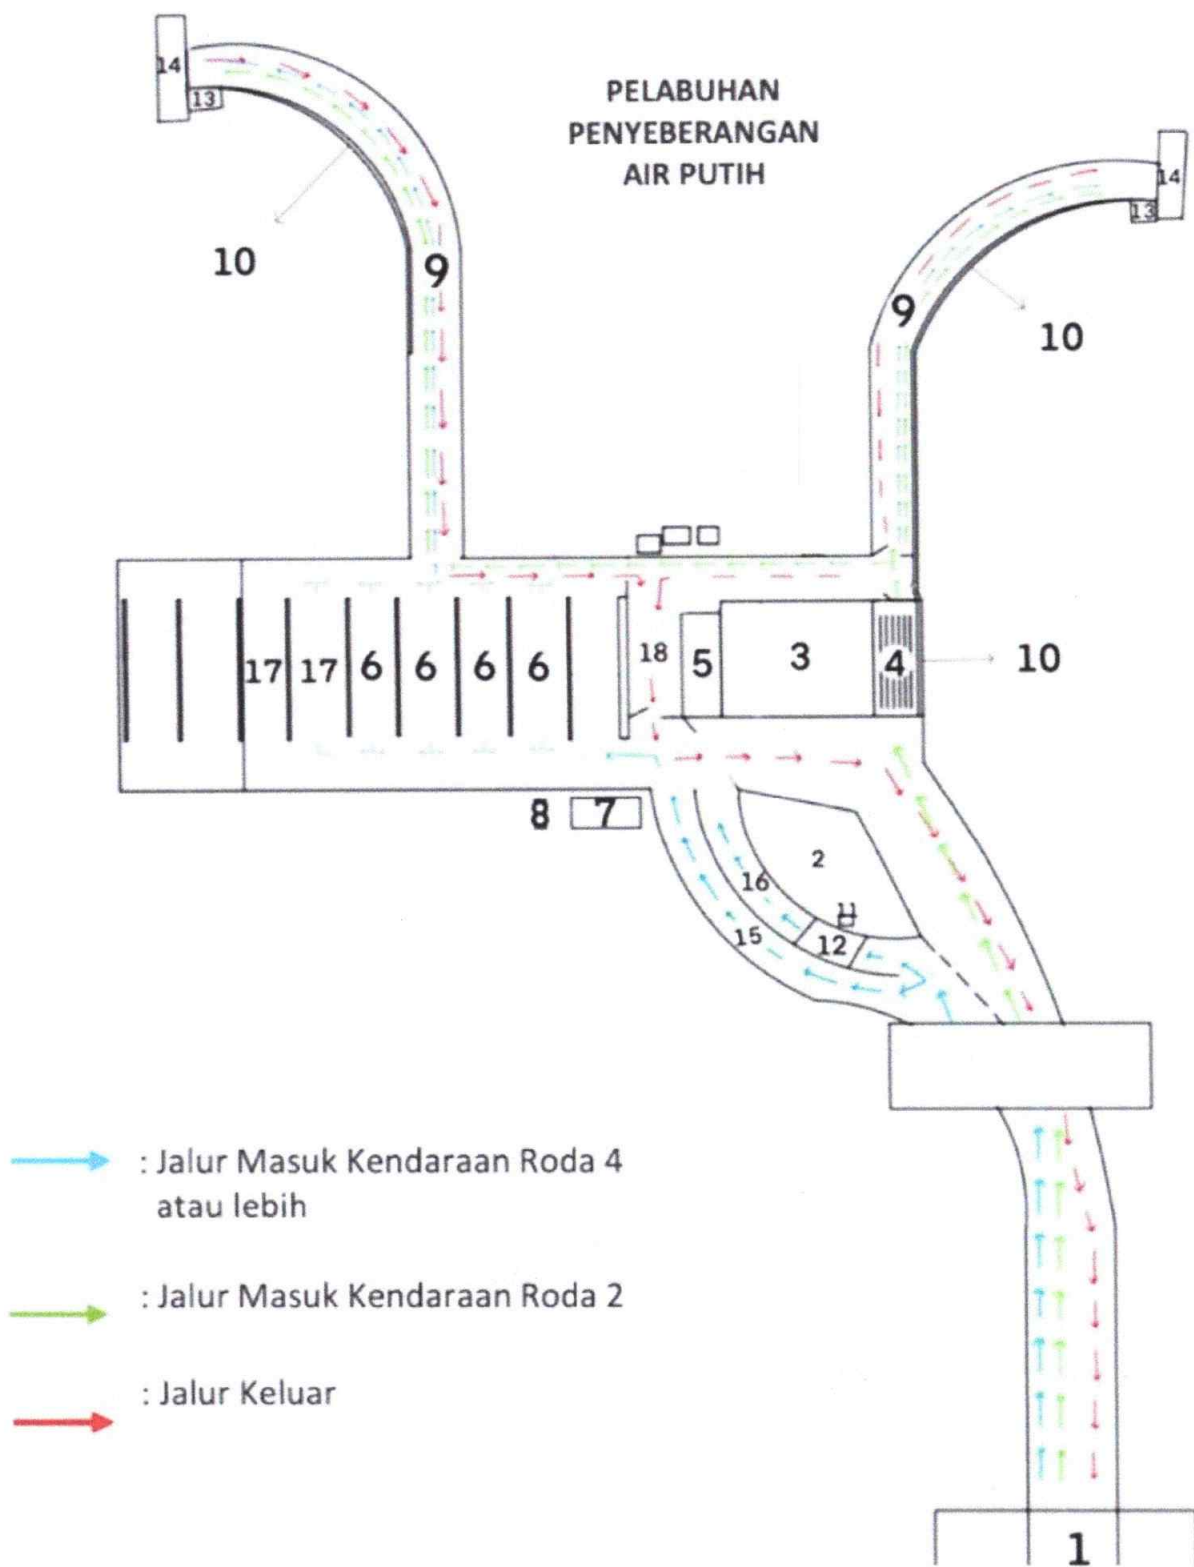 14
13
PELABUHAN
PENYEBERANGAN
AIR PUTIH
14
13
10
9
9
10
17 17 6 6 6 6 18 5 3 4 10
8 7
2
16
11
15 12
: Jalur Masuk Kendaraan Roda 4
atau lebih
: Jalur Masuk Kendaraan Roda 2
: Jalur Keluar
1